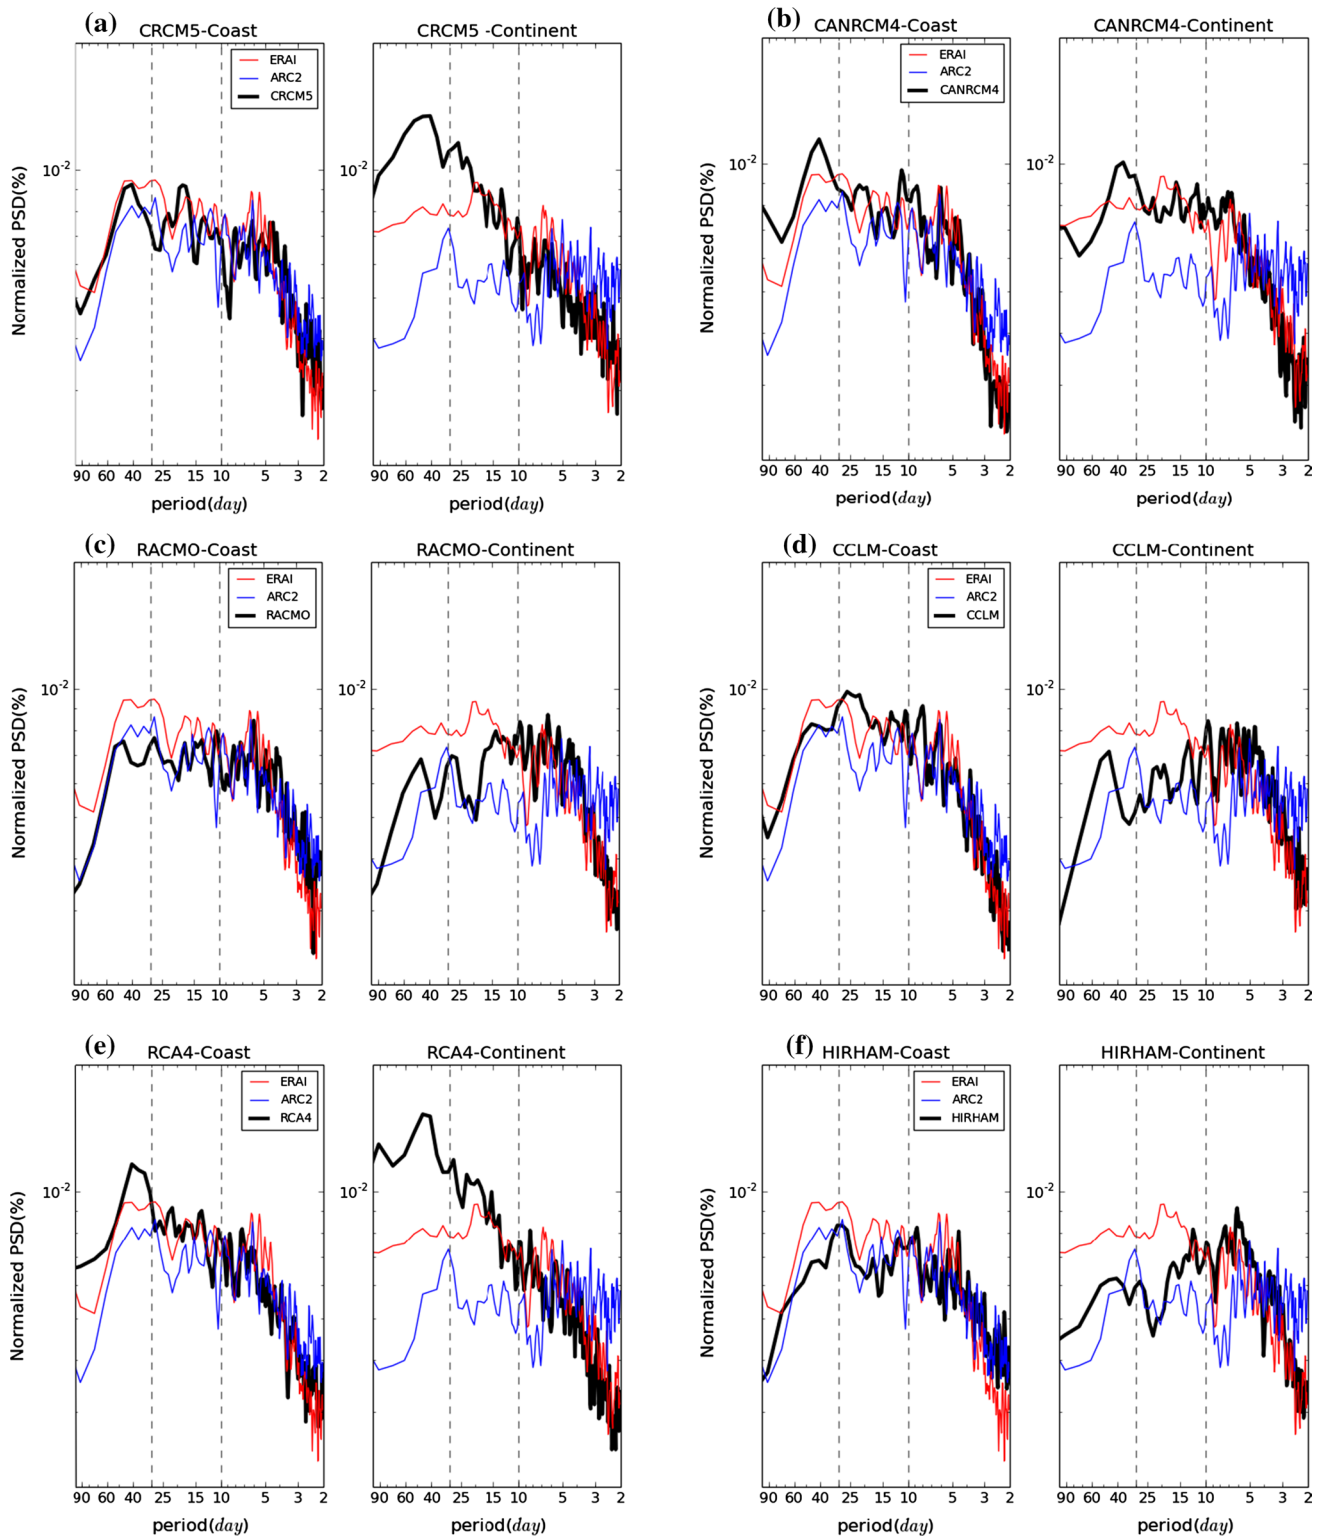 (a)
CRCM5-Coast
CRCM5 -Continent
ERAI
ARC2
CRCM5
Normalized PSD(%)
10-2
10-2
90 60 40 25 15 10 5 3 2
90 60 40 25 15 10 5 3 2
period(day)
period(day)
(b)
CANRCM4-Coast
CANRCM4-Continent
ERAI
ARC2
CANRCM4
Normalized PSD(%)
10-2
10-2
90 60 40 25 15 10 5 3 2
90 60 40 25 15 10 5 3 2
period(day)
period(day)
(c)
RACMO-Coast
RACMO-Continent
ERAI
ARC2
RACMO
Normalized PSD(%)
10-2
10-2
90 60 40 25 15 10 5 3 2
90 60 40 25 15 10 5 3 2
period(day)
period(day)
(d)
CCLM-Coast
CCLM-Continent
ERAI
ARC2
CCLM
Normalized PSD(%)
10-2
10-2
90 60 40 25 15 10 5 3 2
90 60 40 25 15 10 5 3 2
period(day)
period(day)
(e)
RCA4-Coast
RCA4-Continent
ERAI
ARC2
RCA4
Normalized PSD(%)
10-2
10-2
90 60 40 25 15 10 5 3 2
90 60 40 25 15 10 5 3 2
period(day)
period(day)
(f)
HIRHAM-Coast
HIRHAM-Continent
ERAI
ARC2
HIRHAM
Normalized PSD(%)
10-2
10-2
90 60 40 25 15 10 5 3 2
90 60 40 25 15 10 5 3 2
period(day)
period(day)